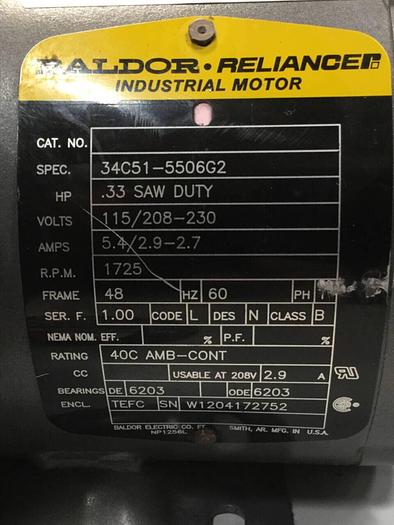 BALDOR • RELIANCER
INDUSTRIAL MOTOR
CAT. NO.
SPEC. 34C51-5506G2
HP .33 SAW DUTY
VOLTS 115/208-230
AMPS 5.4/2.9-2.7
R.P.M. 1725
FRAME 48 HZ 60 PH 1
SER. F. 1.00 CODE L DES N CLASS B
NEMA NOM. EFF. % P.F. %
RATING 40C AMB-CONT
CC USABLE AT 208V 2.9 A
BEARINGS DE 6203 ODE 6203
ENCL. TEFC SN W1204172752
BALDOR ELECTRIC CO. FT. SMITH, AR. MFG. IN U.S.A.
NP1256L